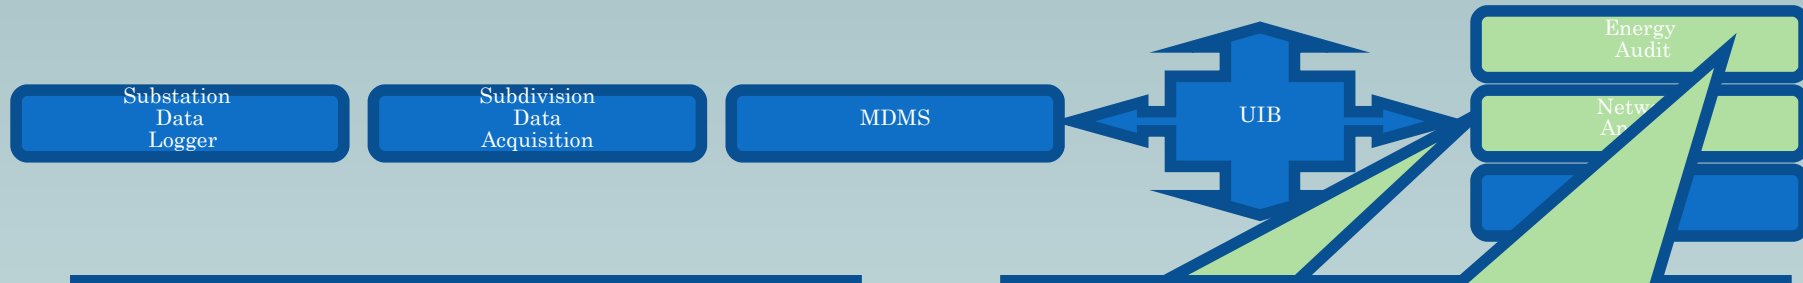 Substation
Data
Logger
Subdivision
Data
Acquisition
MDMS
UIB
Energy
Audit